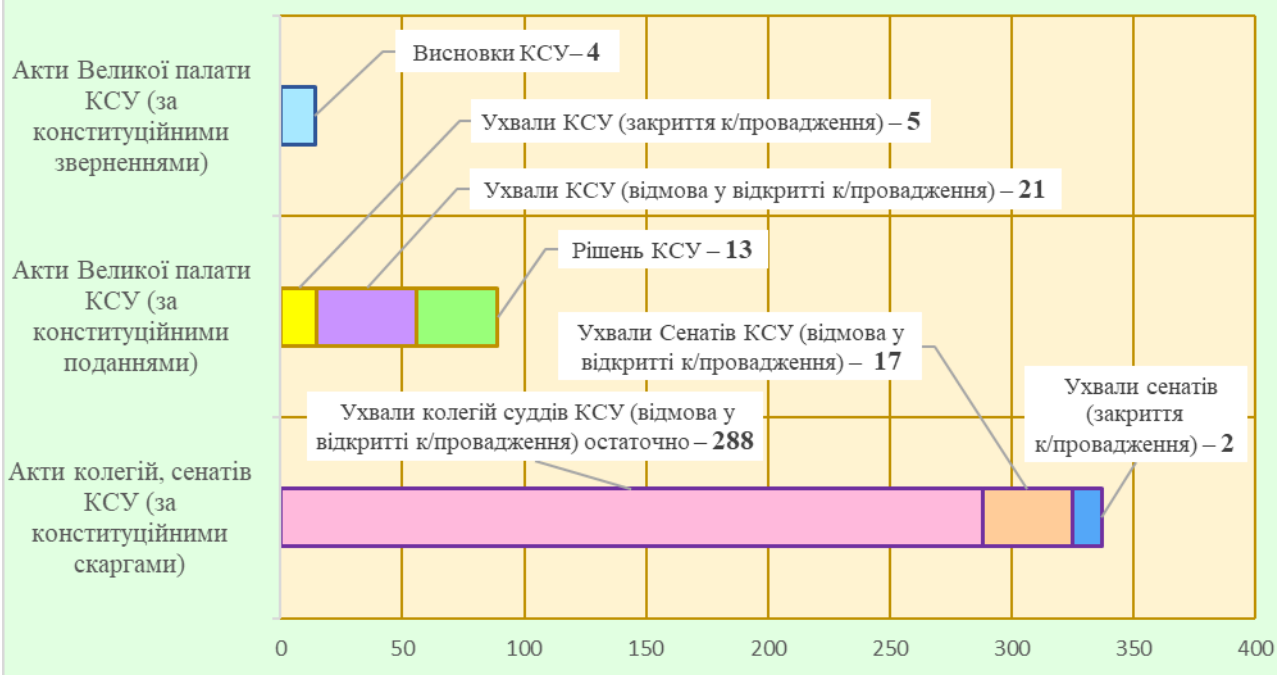 Акти Великої палати
КСУ (за
конституційними
зверненнями)
Висновки КСУ– 4
Ухвали КСУ (закриття к/провадження) – 5
Ухвали КСУ (відмова у відкритті к/провадження) – 21
Акти Великої палати
КСУ (за
конституційними
поданнями)
Рішень КСУ – 13
Ухвали Сенатів КСУ (відмова у
відкритті к/провадження) – 17
Ухвали сенатів
(закриття
к/провадження) – 2
Ухвали колегій суддів КСУ (відмова у
відкритті к/провадження) остаточно – 288
Акти колегій, сенатів
КСУ (за
конституційними
скаргами)
0 50 100 150 200 250 300 350 400